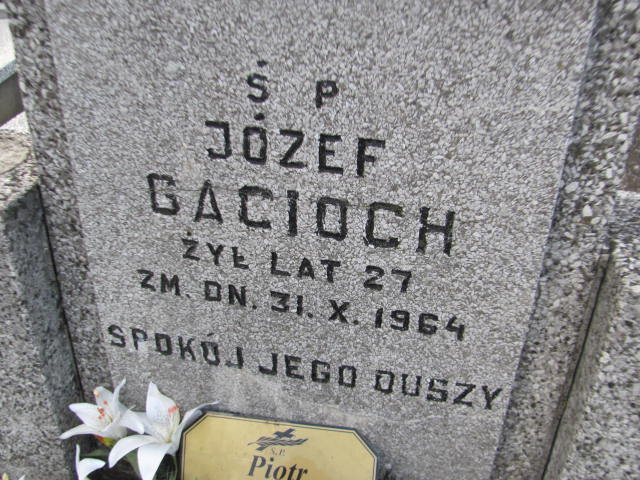 Ś P
JÓZEF
GACIOCH
ŻYŁ LAT 27
ZM. DN. 31. X. 1964
SPOKÓJ JEGO DUSZY
Ś.P.
Piotr